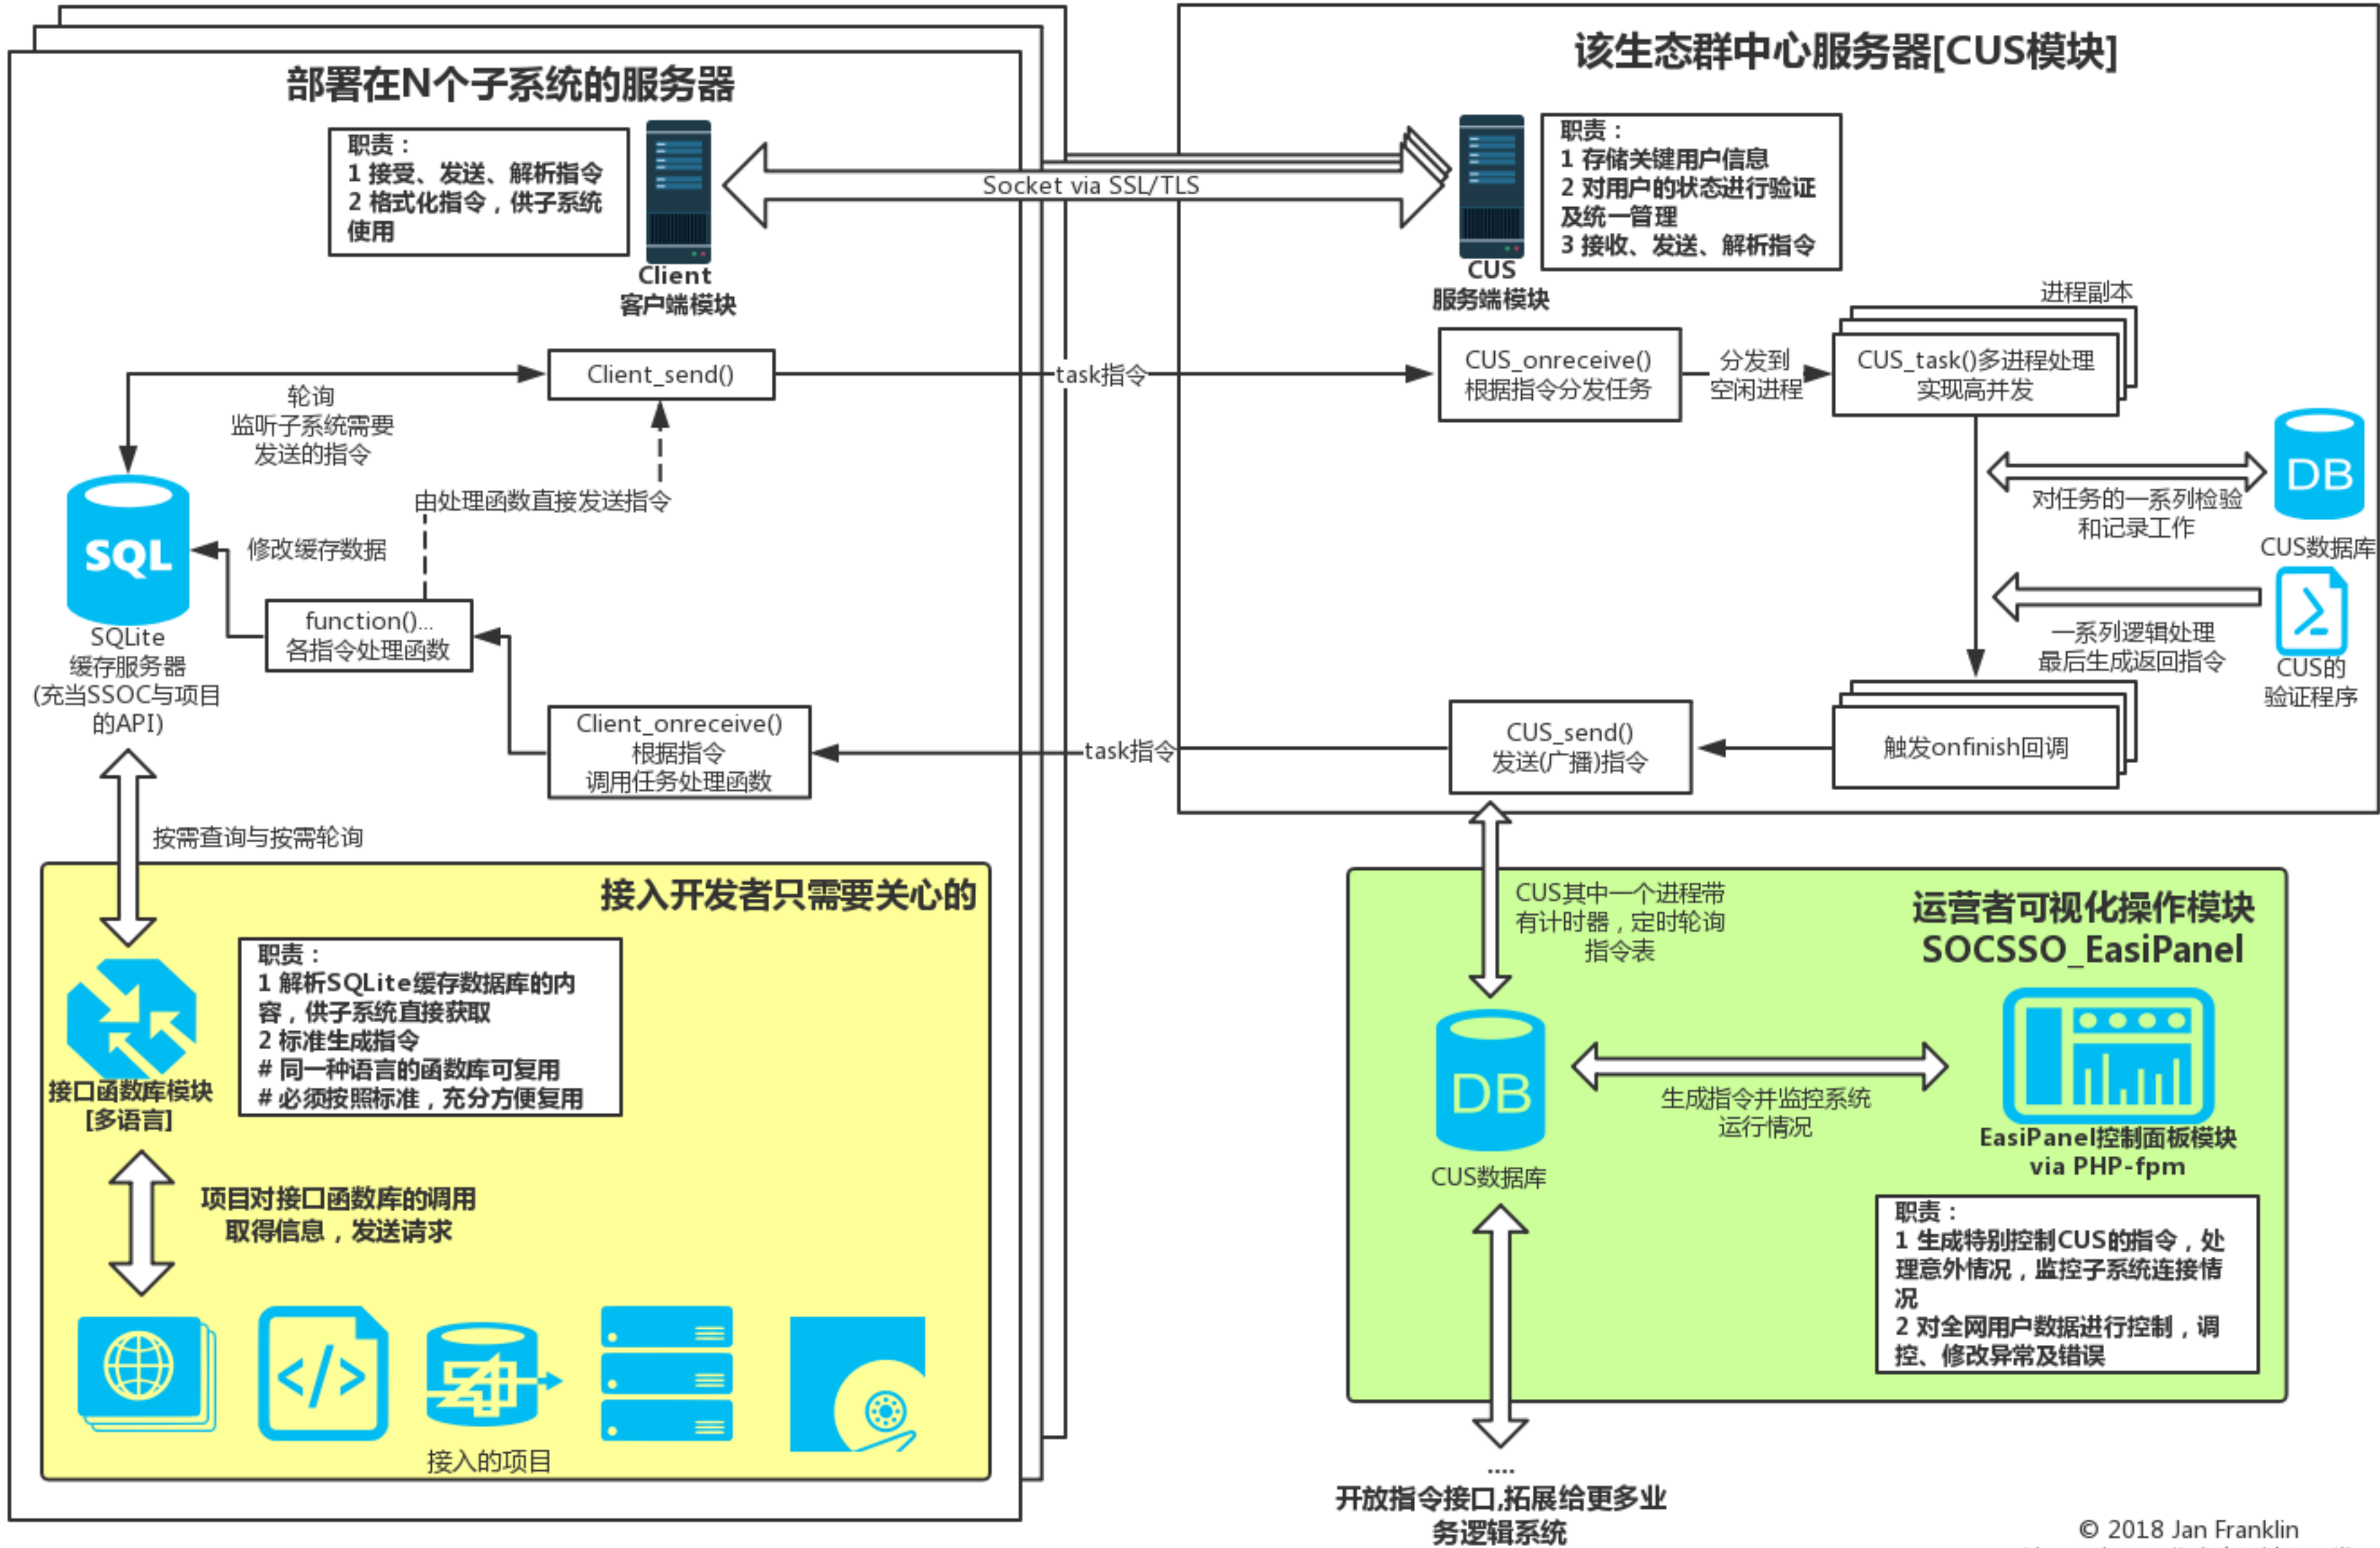 部署在N个子系统的服务器
职责：
1 接受、发送、解析指令
2 格式化指令，供子系统
使用
Client
客户端模块
Socket via SSL/TLS
该生态群中心服务器[CUS模块]
CUS
服务端模块
职责：
1 存储关键用户信息
2 对用户的状态进行验证
及统一管理
3 接收、发送、解析指令
进程副本
Client_send()
task指令
CUS_onreceive()
根据指令分发任务
分发到
空闲进程
CUS_task()多进程处理
实现高并发
轮询
监听子系统需要
发送的指令
由处理函数直接发送指令
SQL
修改缓存数据
function()...
各指令处理函数
SQLite
缓存服务器
(充当SSOC与项目
的API)
DB
对任务的一系列检验
和记录工作
CUS数据库
一系列逻辑处理
最后生成返回指令
CUS的
验证程序
Client_onreceive()
根据指令
调用任务处理函数
task指令
CUS_send()
发送(广播)指令
触发onfinish回调
按需查询与按需轮询
接入开发者只需要关心的
职责：
1 解析SQLite缓存数据库的内
容，供子系统直接获取
2 标准生成指令
# 同一种语言的函数库可复用
# 必须按照标准，充分方便复用
接口函数库模块
[多语言]
项目对接口函数库的调用
取得信息，发送请求
接入的项目
CUS其中一个进程带
有计时器，定时轮询
指令表
运营者可视化操作模块
SOCSSO_EasiPanel
DB
CUS数据库
生成指令并监控系统
运行情况
EasiPanel控制面板模块
via PHP-fpm
职责：
1 生成特别控制CUS的指令，处
理意外情况，监控子系统连接情
况
2 对全网用户数据进行控制，调
控、修改异常及错误
....
开放指令接口,拓展给更多业
务逻辑系统
© 2018 Jan Franklin